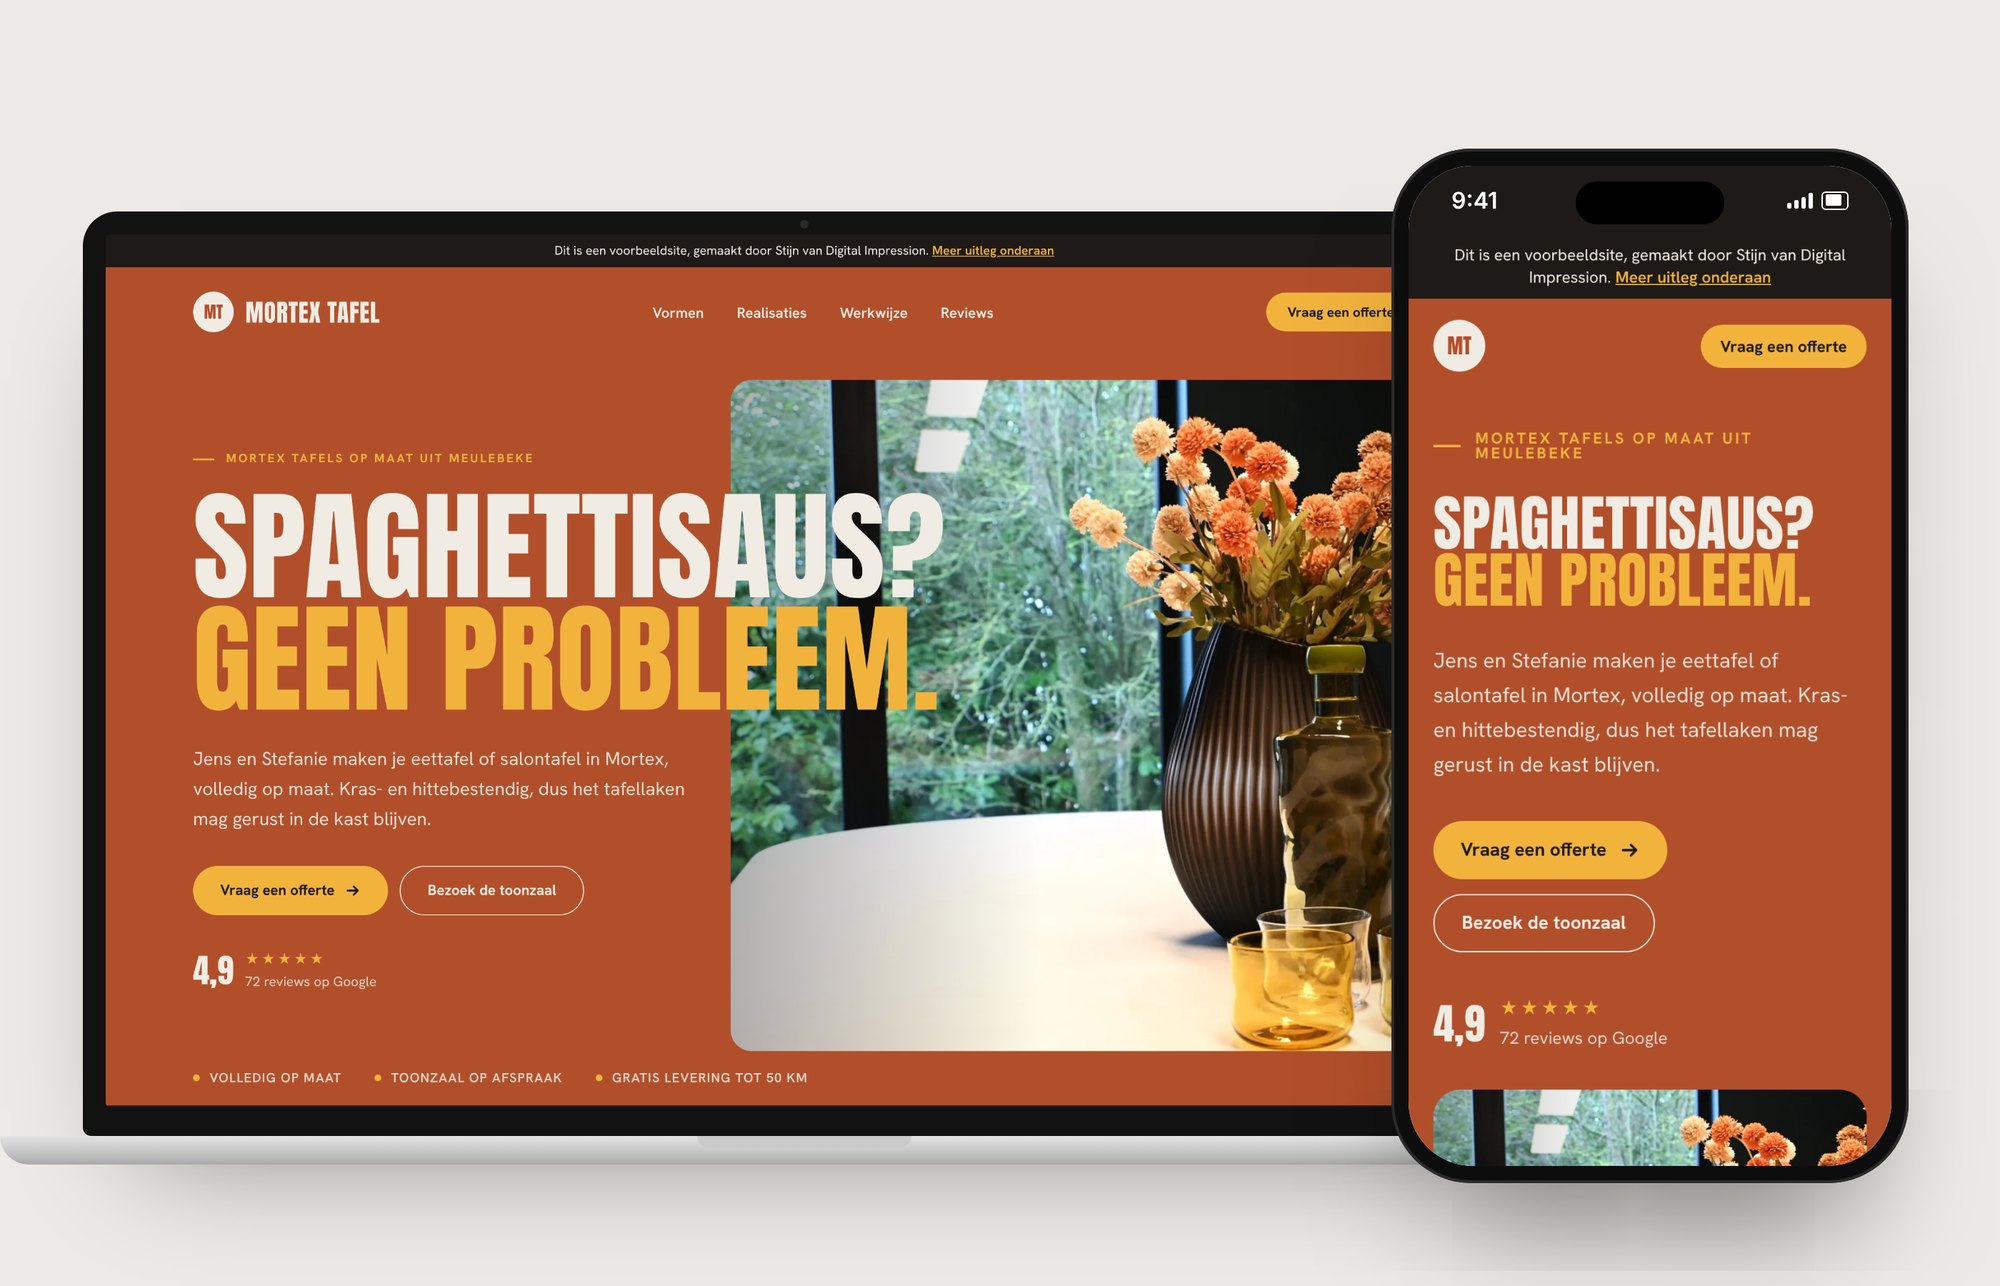 Dit is een voorbeeldsite, gemaakt door Stijn van Digital Impression. Meer uitleg onderaan
MT MORTEX TAFEL
Vormen Realisaties Werkwijze Reviews
Vraag een offerte
MORTEX TAFELS OP MAAT UIT MEULEBEKE
SPAGHETTISAUS?
GEEN PROBLEEM.
Jens en Stefanie maken je eettafel of salontafel in Mortex,
volledig op maat. Kras- en hittebestendig, dus het tafellaken
mag gerust in de kast blijven.
Vraag een offerte → Bezoek de toonzaal
4,9 ★★★★★
72 reviews op Google
VOLLEDIG OP MAAT TOONZAAL OP AFSPRAAK GRATIS LEVERING TOT 50 KM
9:41
Dit is een voorbeeldsite, gemaakt door Stijn van Digital
Impression. Meer uitleg onderaan
MT Vraag een offerte
MORTEX TAFELS OP MAAT UIT
MEULEBEKE
SPAGHETTISAUS?
GEEN PROBLEEM.
Jens en Stefanie maken je eettafel of
salontafel in Mortex, volledig op maat. Kras-
en hittebestendig, dus het tafellaken mag
gerust in de kast blijven.
Vraag een offerte →
Bezoek de toonzaal
4,9 ★★★★★
72 reviews op Google